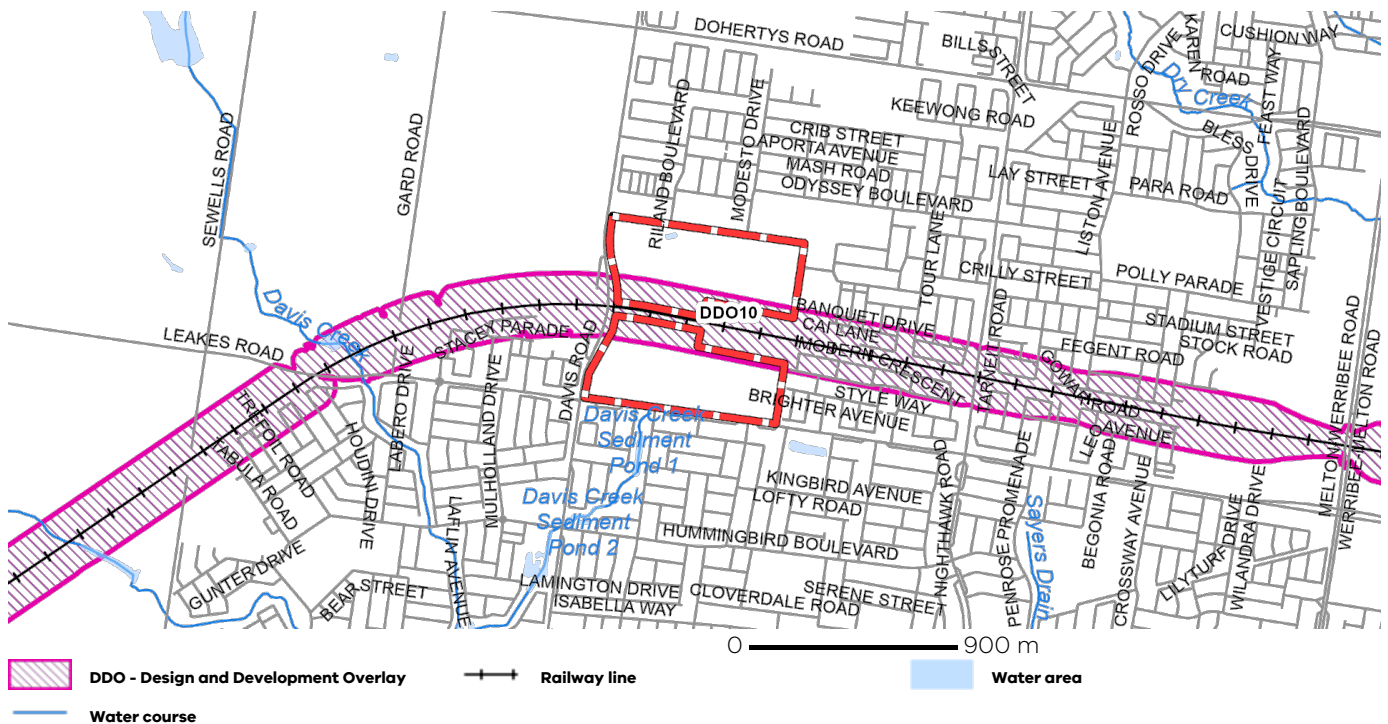 DOHERTYS ROAD
BILLS STREET
KAREN ROAD
CUSHION WAY
ROSSO DRIVE
Dry Creek
FEAST WAY
KEEWONG ROAD
SEWELLS ROAD
GARD ROAD
RILAND BOULEVARD
MODESTO DRIVE
CRIB STREET
APORTA AVENUE
MASH ROAD
ODYSSEY BOULEVARD
LAY STREET
LISTON AVENUE
PARA ROAD
BLESS DRIVE
VESTIGE CIRCUIT
SAPLING BOULEVARD
TOUR LANE
CRILLY STREET
POLLY PARADE
Davis Creek
LEAKES ROAD
STACEY PARADE
DAVIS ROAD
DDO10
BANQUET DRIVE
CAI LANE
MODERN CRESCENT
TARNEIT ROAD
STADIUM STREET
STOCK ROAD
FEGENT ROAD
COWAN ROAD
MELTON WERRIBEE ROAD
WERRIBEE-MELTON ROAD
TREFOIL ROAD
TABULA ROAD
HOUDINI DRIVE
LABERO DRIVE
MULHOLLAND DRIVE
STYLE WAY
BRIGHTER AVENUE
LEO AVENUE
Davis Creek
Sediment
Pond 1
Davis Creek
Sediment
Pond 2
KINGBIRD AVENUE
LOFTY ROAD
HUMMINGBIRD BOULEVARD
NIGHTHAWK ROAD
PENROSE PROMENADE
Sayers Drain
BEGONIA ROAD
CROSSWAY AVENUE
LILYTURF DRIVE
WILANDRA DRIVE
LAFLIN AVENUE
GUNTER DRIVE
BEAR STREET
LAMINGTON DRIVE
ISABELLA WAY
CLOVERDALE ROAD
SERENE STREET
0 900 m
DDO - Design and Development Overlay
Railway line
Water area
Water course